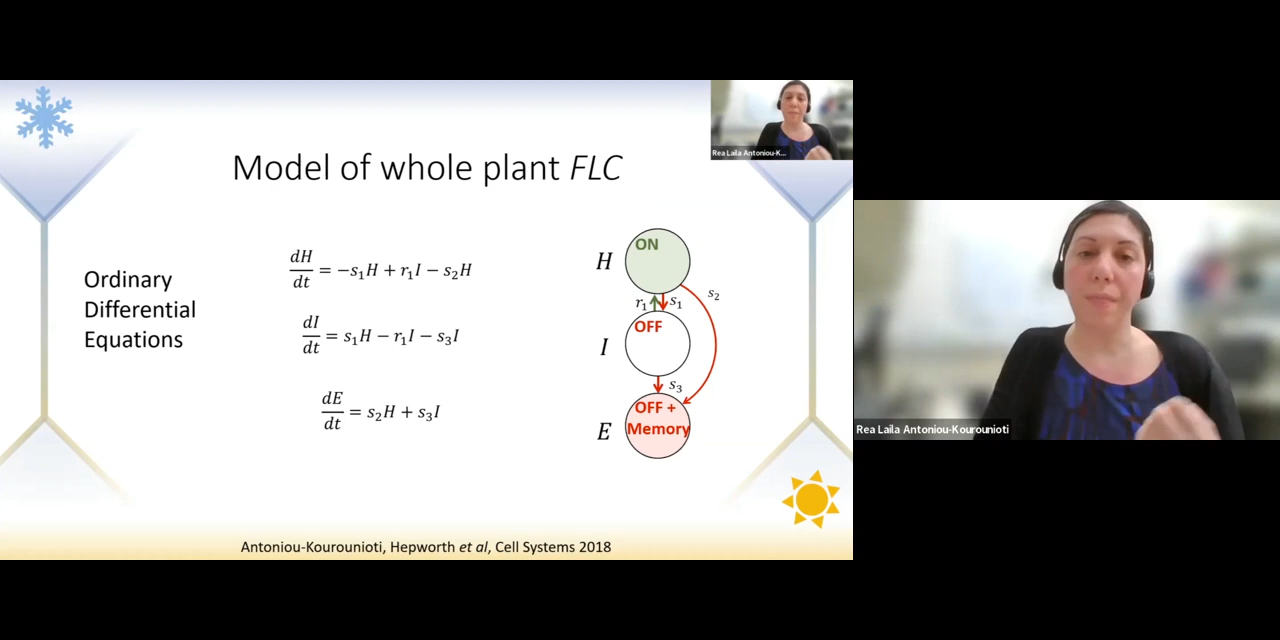 Rea Laila Antoniou-K...
Model of whole plant FLC
Ordinary
Differential
Equations
dH/dt = −s₁H + r₁I − s₂H
dI/dt = s₁H − r₁I − s₃I
dE/dt = s₂H + s₃I
H
ON
r₁
s₁
s₂
I
OFF
s₃
E
OFF +
Memory
Antoniou-Kourounioti, Hepworth et al, Cell Systems 2018
Rea Laila Antoniou-Kourounioti